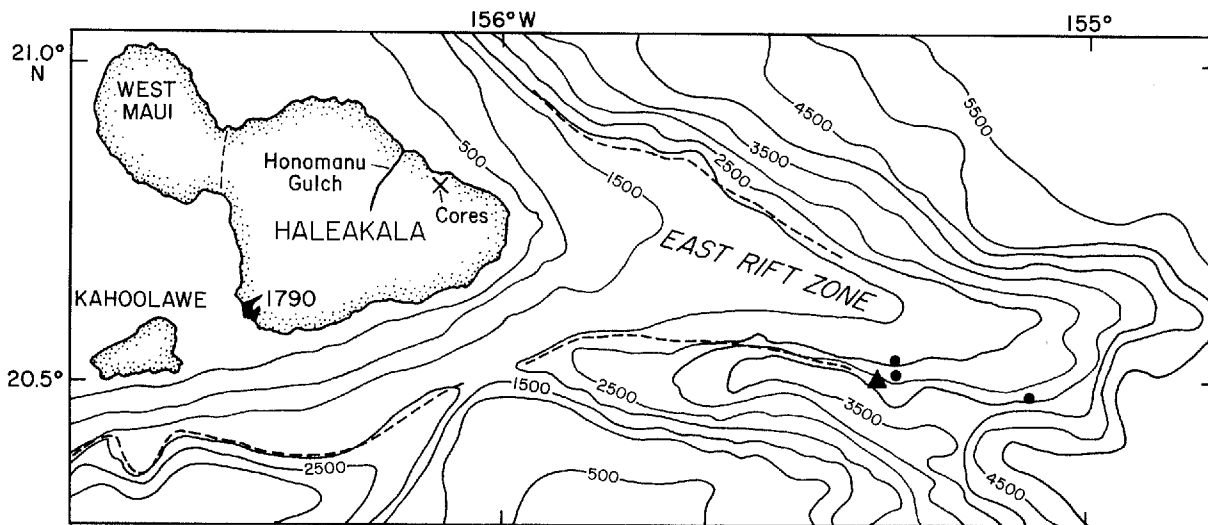 156°W
155°
21.0°
N
20.5°
WEST
MAUI
Honomanu
Gulch
Cores
HALEAKALA
1790
KAHOOLAWE
EAST RIFT ZONE
500
1500
2500
3500
4500
5500
1500
2500
3500
4500
2500
500